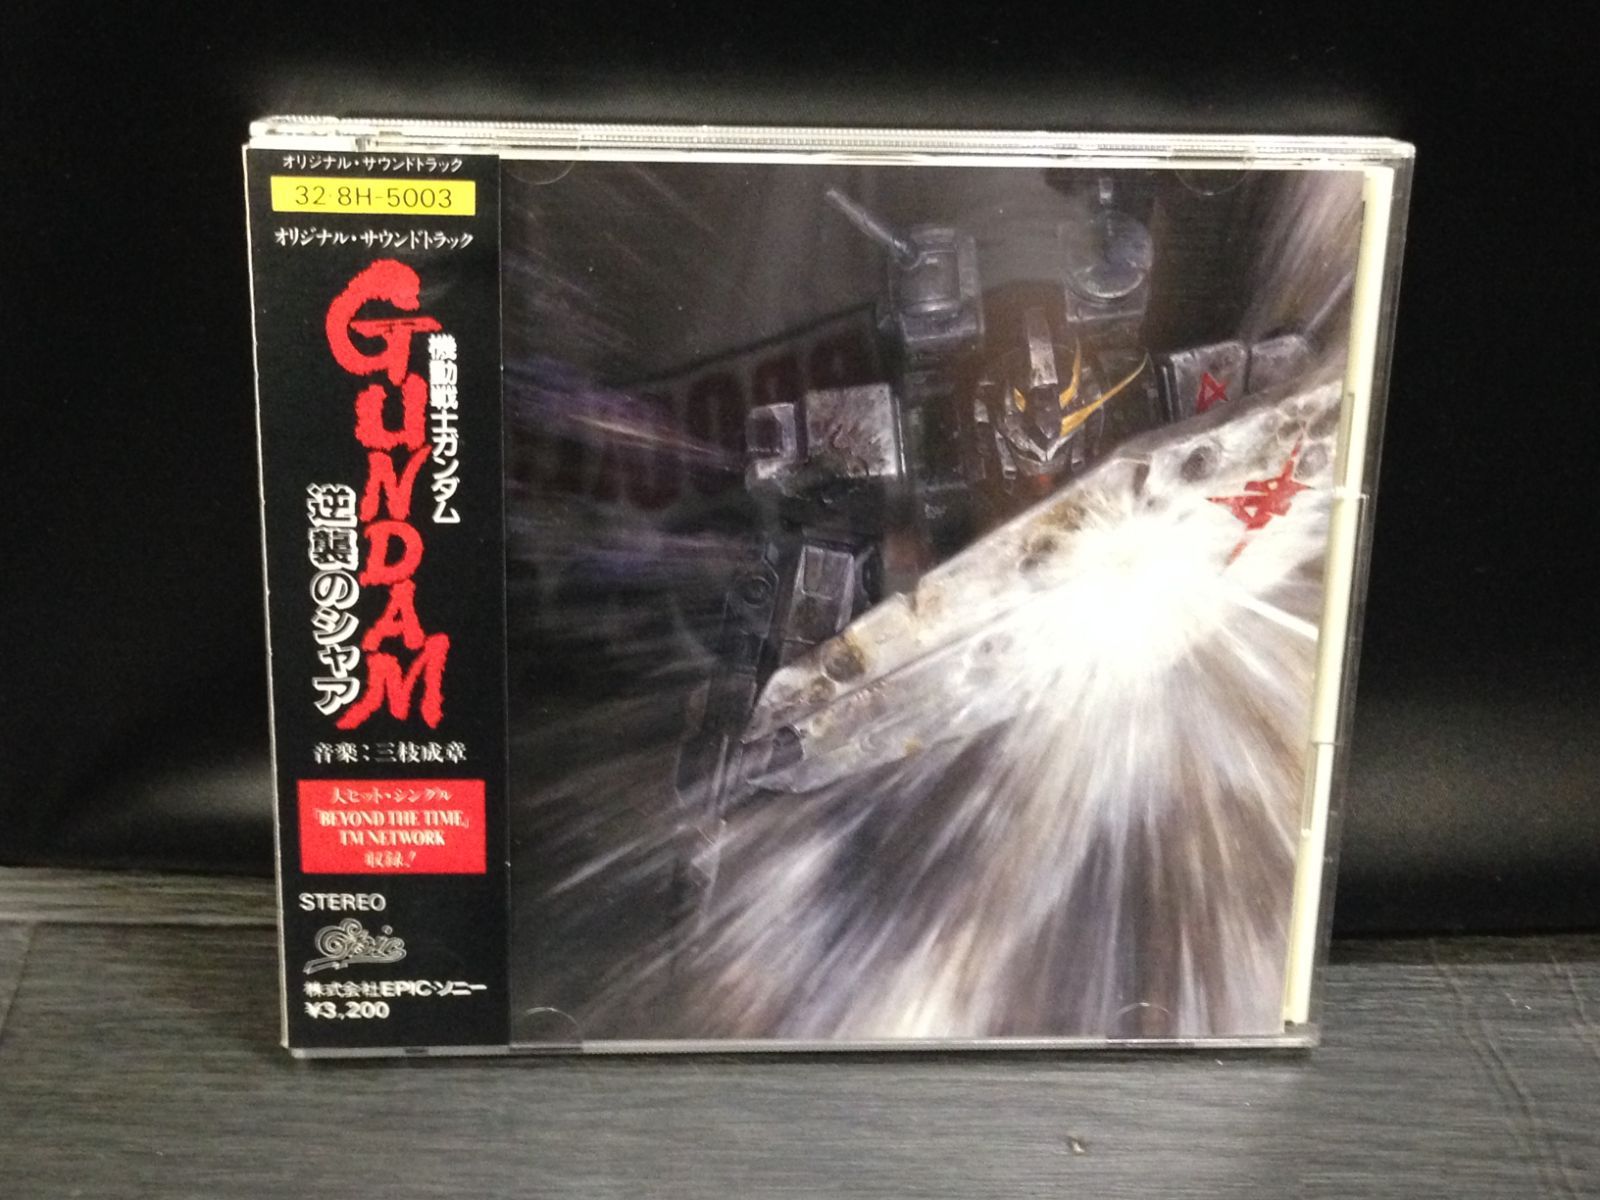 オリジナル・サウンドトラック
32・8H-5003
オリジナル・サウンドトラック
GUNDAM
機動戦士ガンダム
逆襲のシャア
音楽：三枝成章
大ヒット・シングル
「BEYOND THE TIME」
TM NETWORK
収録！
STEREO
Epic
株式会社EPIC・ソニー
¥3,200